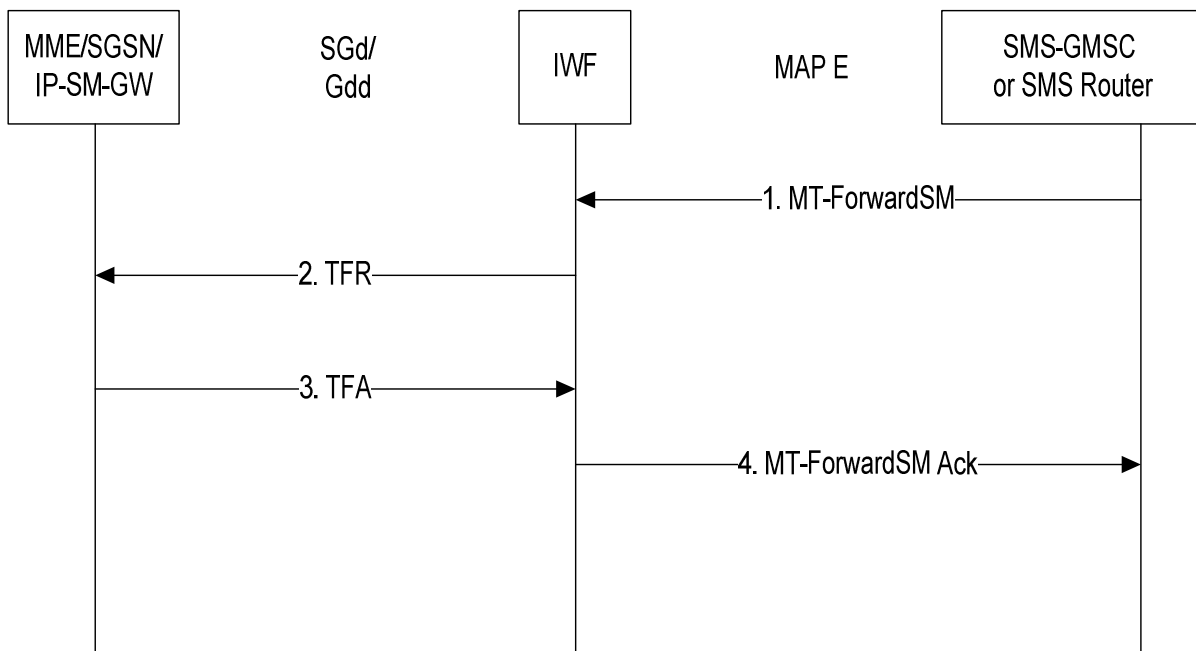 MME/SGSN/
IP-SM-GW
SGd/
Gdd
IWF
MAP E
SMS-GMSC
or SMS Router
1. MT-ForwardSM
2. TFR
3. TFA
4. MT-ForwardSM Ack